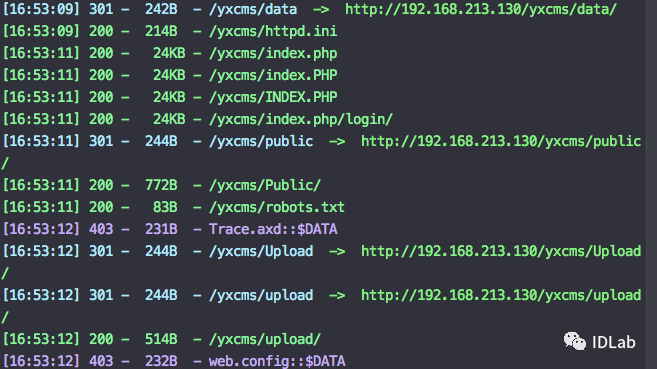 [16:53:09] 301 -  242B  - /yxcms/data  ->  http://192.168.213.130/yxcms/data/
[16:53:09] 200 -  214B  - /yxcms/httpd.ini
[16:53:11] 200 -   24KB - /yxcms/index.php
[16:53:11] 200 -   24KB - /yxcms/index.PHP
[16:53:11] 200 -   24KB - /yxcms/INDEX.PHP
[16:53:11] 200 -   24KB - /yxcms/index.php/login/
[16:53:11] 301 -  244B  - /yxcms/public  ->  http://192.168.213.130/yxcms/public
/
[16:53:11] 200 -  772B  - /yxcms/Public/
[16:53:11] 200 -   83B  - /yxcms/robots.txt
[16:53:12] 403 -  231B  - Trace.axd::$DATA
[16:53:12] 301 -  244B  - /yxcms/Upload  ->  http://192.168.213.130/yxcms/Upload
/
[16:53:12] 301 -  244B  - /yxcms/upload  ->  http://192.168.213.130/yxcms/upload
/
[16:53:12] 200 -  514B  - /yxcms/upload/
[16:53:12] 403 -  232B  - web.config::$DATA
IDLab